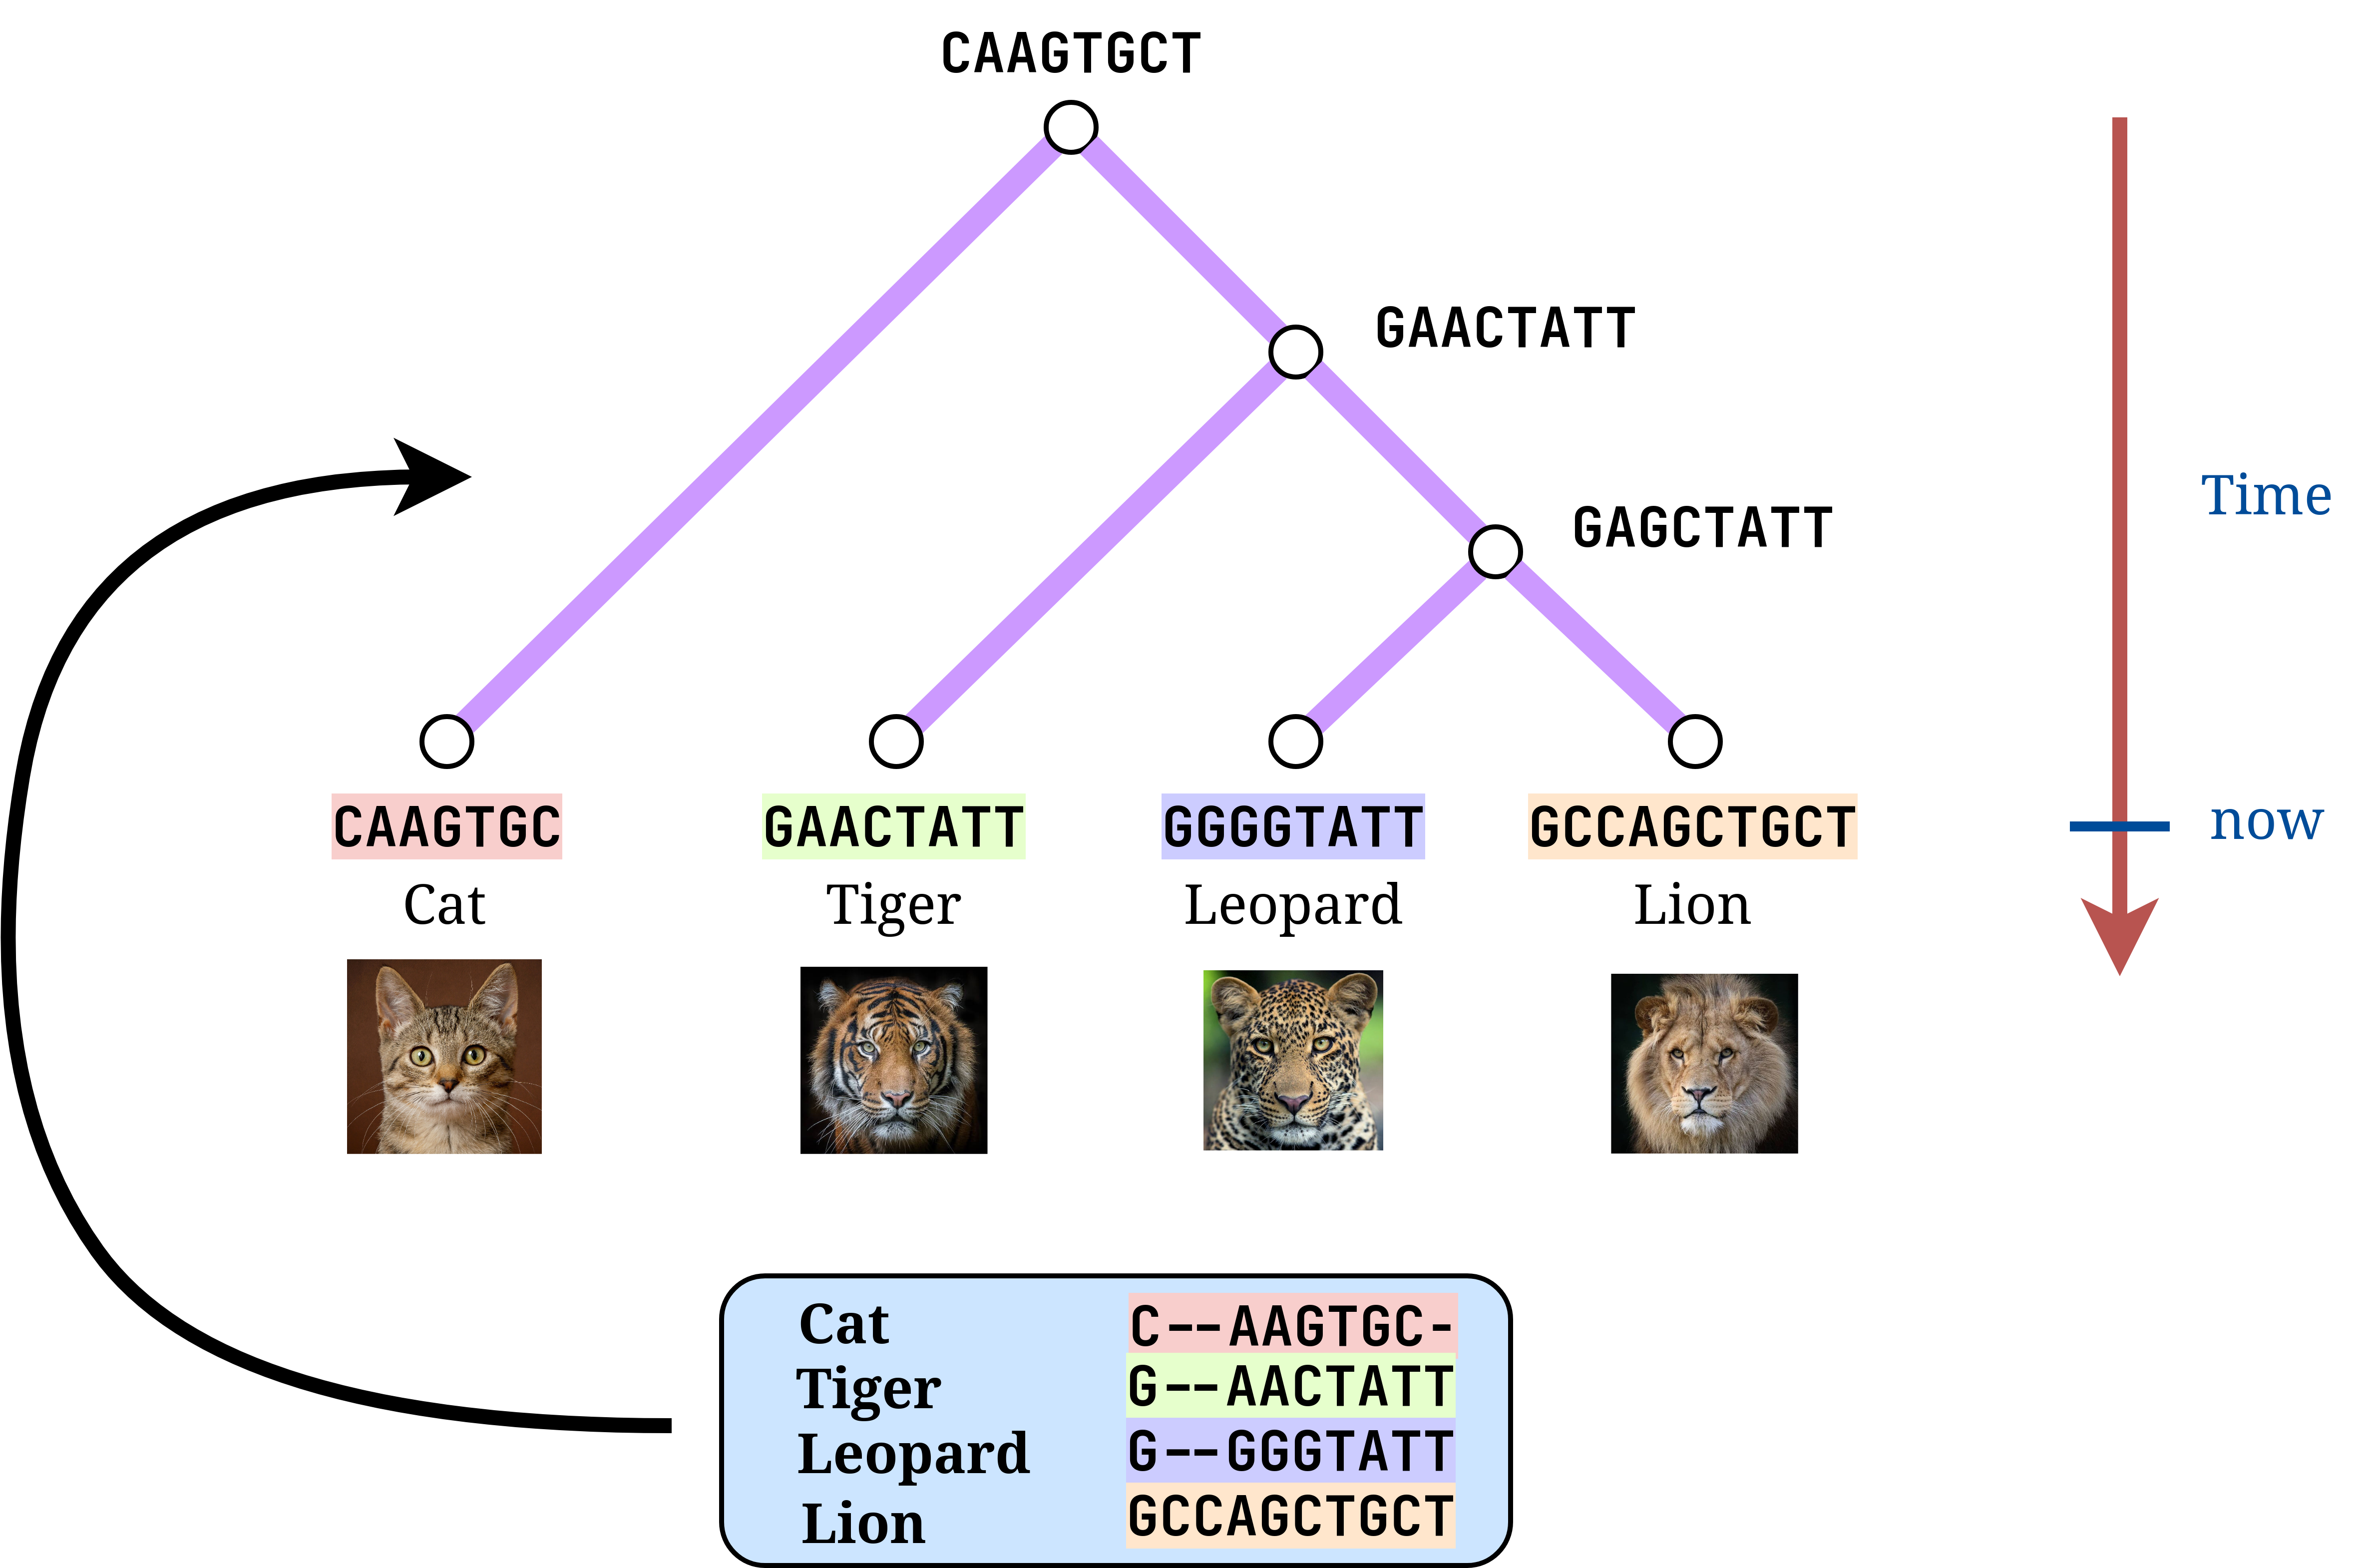 CAAGTGCT
GAACTATT
GAGCTATT
Time
CAAGTGC
GAACTATT
GGGGTATT
GCCAGCTGCT
now
Cat
Tiger
Leopard
Lion
Cat C--AAGTGC-
Tiger G--AACTATT
Leopard G--GGGTATT
Lion GCCAGCTGCT